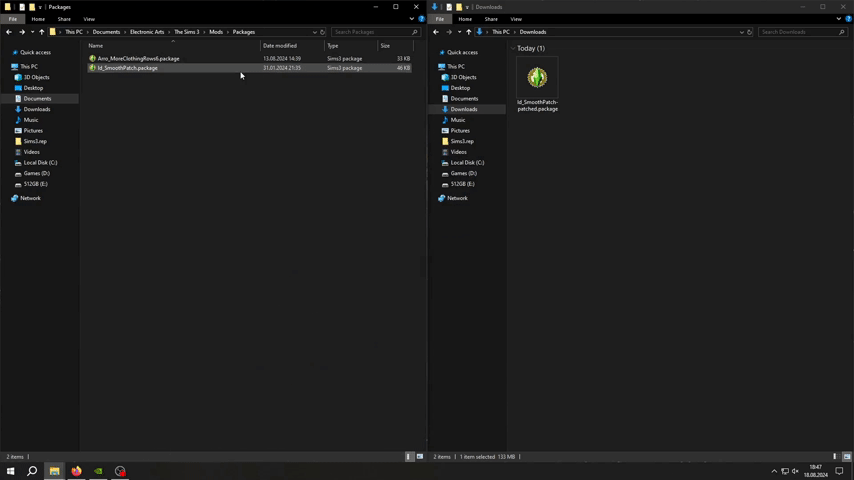 Packages
File Home Share View
This PC > Documents > Electronic Arts > The Sims 3 > Mods > Packages
Search Packages
Name Date modified Type Size
Arro_MoreClothingRows6.package 13.08.2024 14:39 Sims3 package 33 KB
ld_SmoothPatch.package 31.01.2024 21:35 Sims3 package 46 KB
Quick access
This PC
3D Objects
Desktop
Documents
Downloads
Music
Pictures
Sims3.rep
Videos
Local Disk (C:)
Games (D:)
512GB (E:)
Network
2 items
Downloads
File Home Share View
This PC > Downloads
Search Downloads
Quick access
This PC
3D Objects
Desktop
Documents
Downloads
Music
Pictures
Sims3.rep
Videos
Local Disk (C:)
Games (D:)
512GB (E:)
Network
Today (1)
ld_SmoothPatch-
patched.package
2 items 1 item selected 133 MB
18:47
18.08.2024